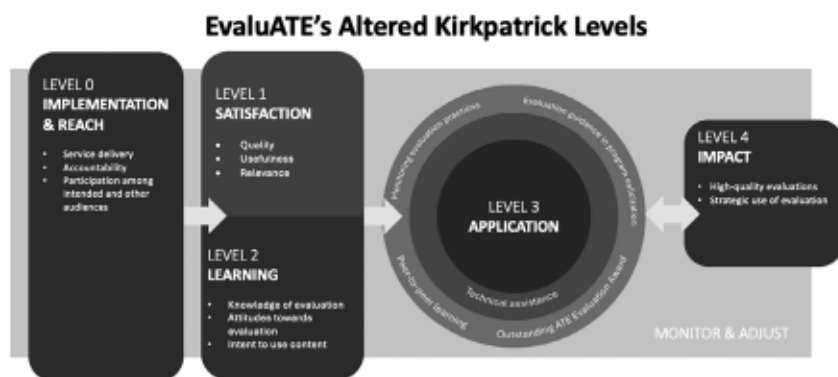 EvaluATE's Altered Kirkpatrick Levels
LEVEL 0
IMPLEMENTATION
& REACH
• Service delivery
• Accountability
• Participation among
intended and other
audiences
LEVEL 1
SATISFACTION
• Quality
• Usefulness
• Relevance
LEVEL 2
LEARNING
• Knowledge of evaluation
• Attitudes towards
evaluation
• Intent to use content
Monitoring evaluation practices
Evaluation guidance in program solicitation
LEVEL 3
APPLICATION
Technical assistance
Peer-to-peer learning
Outstanding ATE Evaluation Award
LEVEL 4
IMPACT
• High-quality evaluations
• Strategic use of evaluation
MONITOR & ADJUST